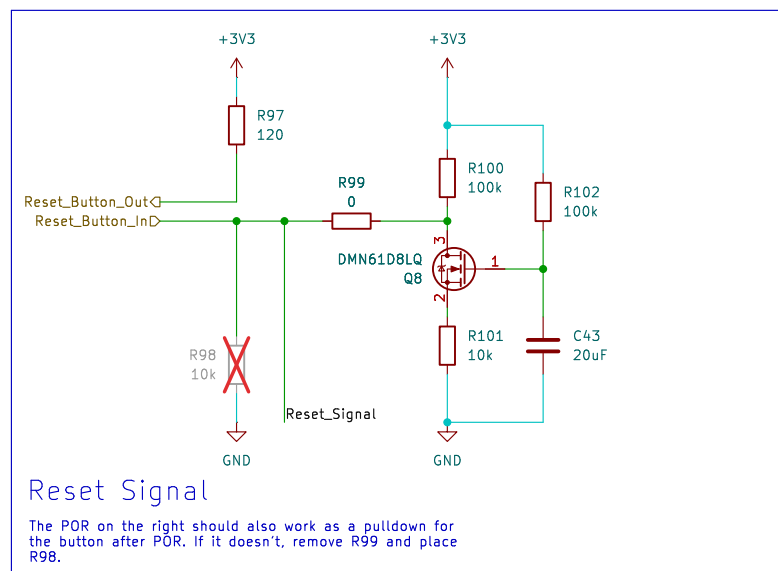 +3V3
+3V3
R97
120
R100
100k
R102
100k
R99
0
Reset_Button_Out
Reset_Button_In
3
DMN61D8LQ
Q8
1
2
R98
10k
R101
10k
C43
20uF
Reset_Signal
GND
GND
Reset Signal
The POR on the right should also work as a pulldown for
the button after POR. If it doesn't, remove R99 and place
R98.